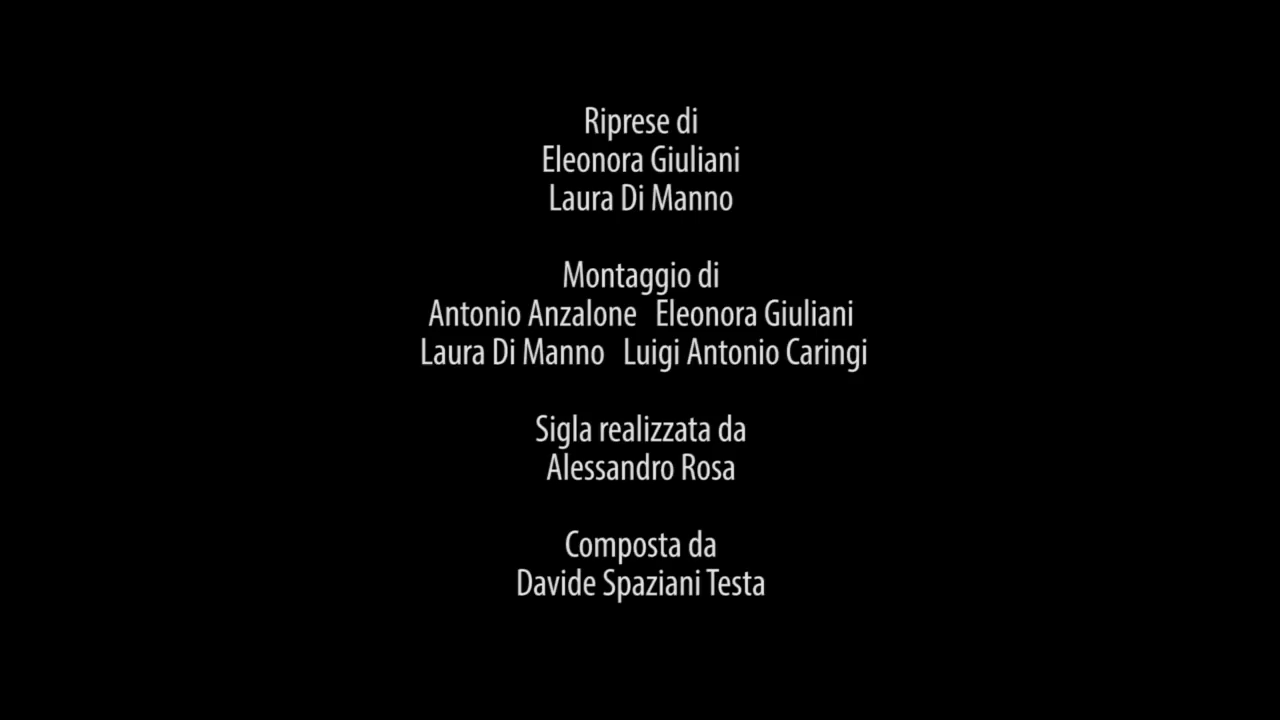 Riprese di
Eleonora Giuliani
Laura Di Manno
Montaggio di
Antonio Anzalone Eleonora Giuliani
Laura Di Manno Luigi Antonio Caringi
Sigla realizzata da
Alessandro Rosa
Composta da
Davide Spaziani Testa